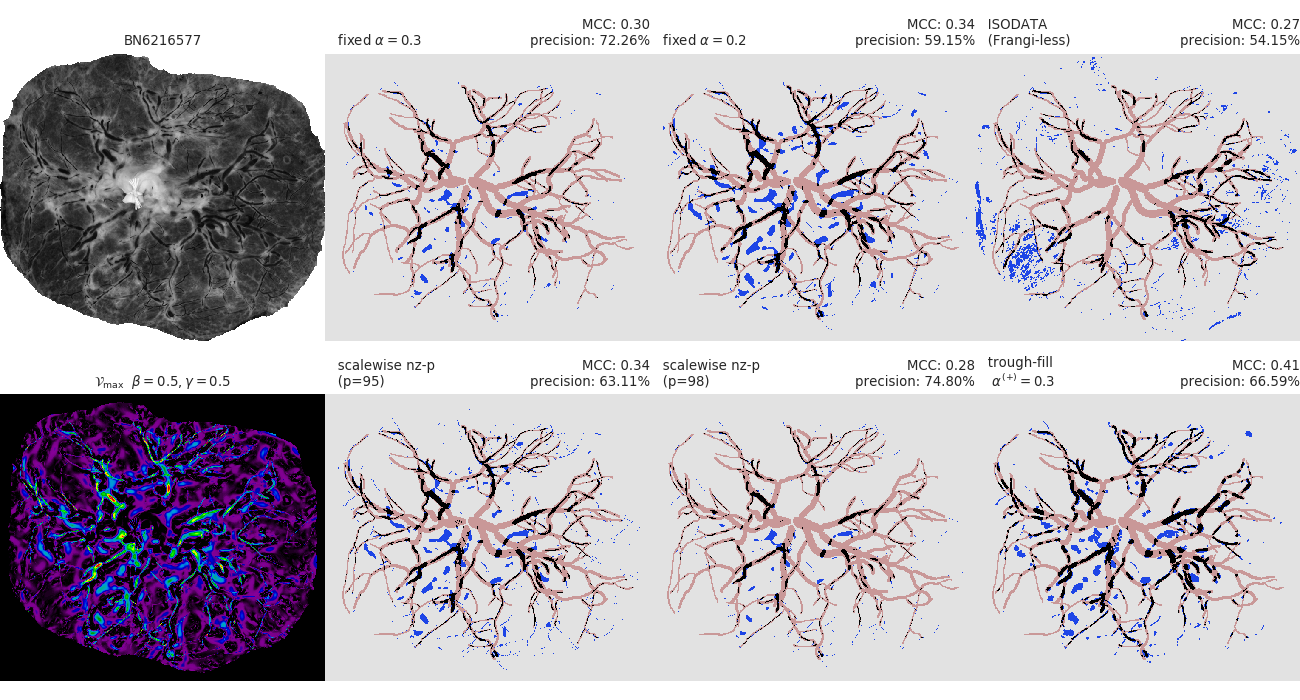 BN6216577
fixed α = 0.3
MCC: 0.30
precision: 72.26%
fixed α = 0.2
MCC: 0.34
precision: 59.15%
ISODATA
(Frangi-less)
MCC: 0.27
precision: 54.15%
𝒱max β = 0.5, γ = 0.5
scalewise nz-p
(p=95)
MCC: 0.34
precision: 63.11%
scalewise nz-p
(p=98)
MCC: 0.28
precision: 74.80%
trough-fill
α(+) = 0.3
MCC: 0.41
precision: 66.59%